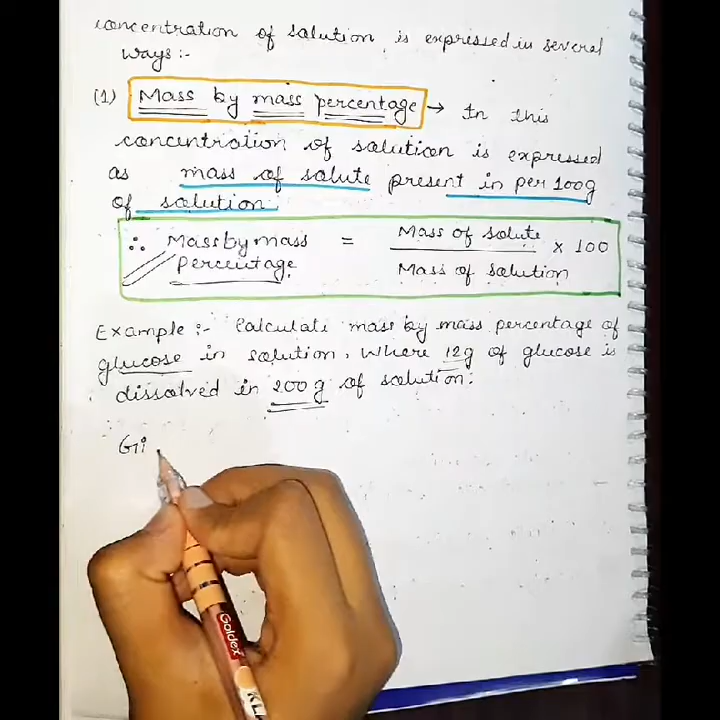 concentration of solution is expressed in several
ways :-
(1) Mass by mass percentage → In this
concentration of solution is expressed
as mass of solute present in per 100g
of solution
∴ Mass by mass percentage = Mass of solute / Mass of solution x 100
Example :- Calculate mass by mass percentage of
glucose in solution, Where 12g of glucose is
dissolved in 200 g of solution.
Gi
Goldex
KL